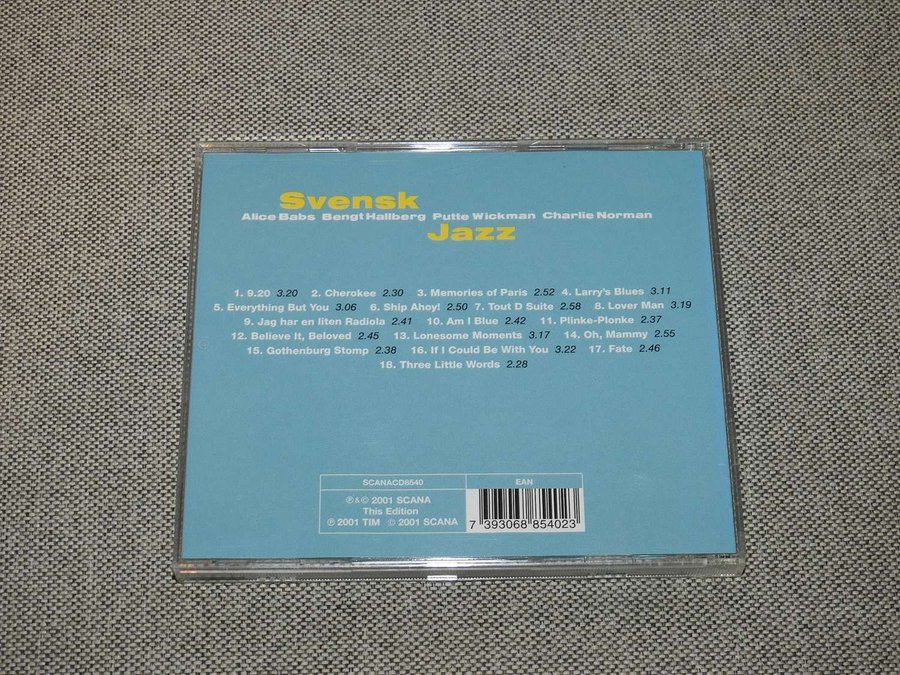 Svensk
Alice Babs Bengt Hallberg Putte Wickman Charlie Norman
Jazz
1. 9.20 3.20 2. Cherokee 2.30 3. Memories of Paris 2.52 4. Larry's Blues 3.11
5. Everything But You 3.06 6. Ship Ahoy! 2.50 7. Tout D Suite 2.58 8. Lover Man 3.19
9. Jag har en liten Radiola 2.41 10. Am I Blue 2.42 11. Plinke-Plonke 2.37
12. Believe It, Beloved 2.45 13. Lonesome Moments 3.17 14. Oh, Mammy 2.55
15. Gothenburg Stomp 2.38 16. If I Could Be With You 3.22 17. Fate 2.46
18. Three Little Words 2.28
SCANACD8540
℗ & © 2001 SCANA
This Edition
℗ 2001 TIM © 2001 SCANA
EAN
7 393068 854023